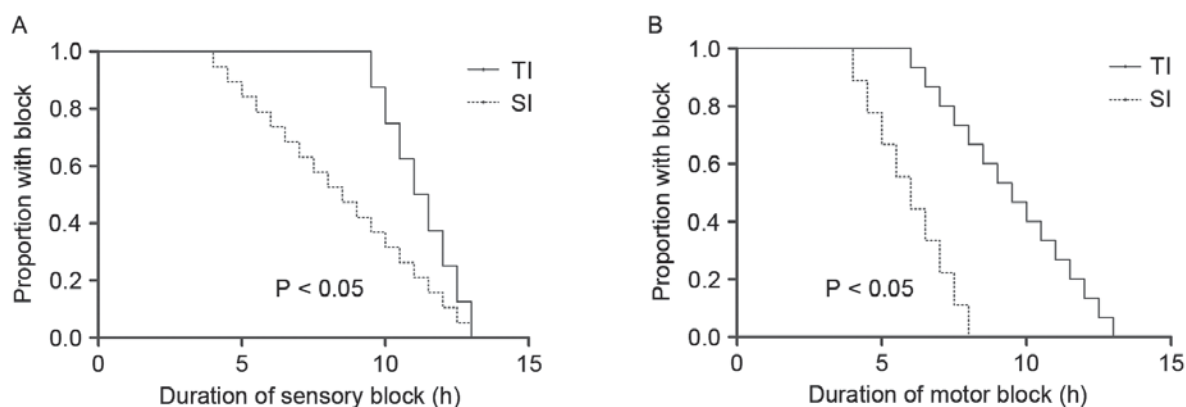 A
1.0
0.8
0.6
0.4
0.2
0.0
Proportion with block
TI
SI
P < 0.05
0 5 10 15
Duration of sensory block (h)
B
1.0
0.8
0.6
0.4
0.2
0.0
Proportion with block
TI
SI
P < 0.05
0 5 10 15
Duration of motor block (h)